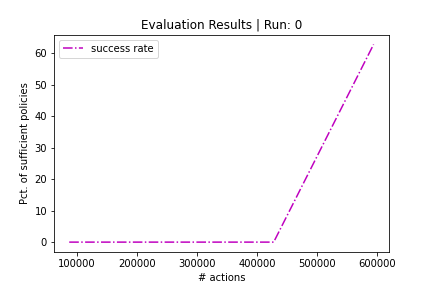 Evaluation Results | Run: 0
success rate
Pct. of sufficient policies
60
50
40
30
20
10
0
100000 200000 300000 400000 500000 600000
# actions